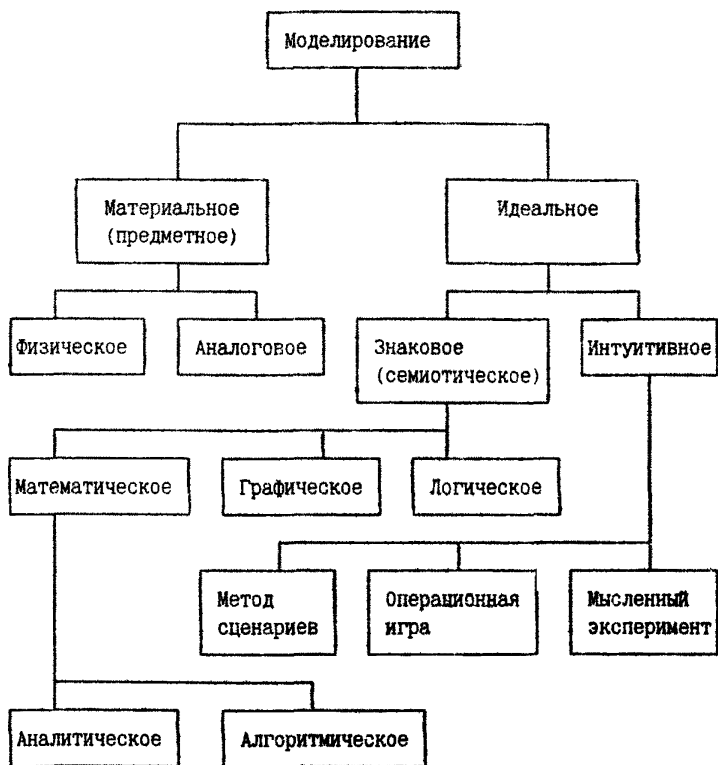 Моделирование
Материальное
(предметное)
Идеальное
Физическое
Аналоговое
Знаковое
(семиотическое)
Интуитивное
Математическое
Графическое
Логическое
Метод
сценариев
Операционная
игра
Мысленный
эксперимент
Аналитическое
Алгоритмическое